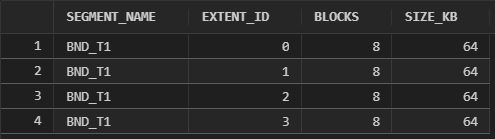 SEGMENT_NAME EXTENT_ID BLOCKS SIZE_KB
1 BND_T1 0 8 64
2 BND_T1 1 8 64
3 BND_T1 2 8 64
4 BND_T1 3 8 64